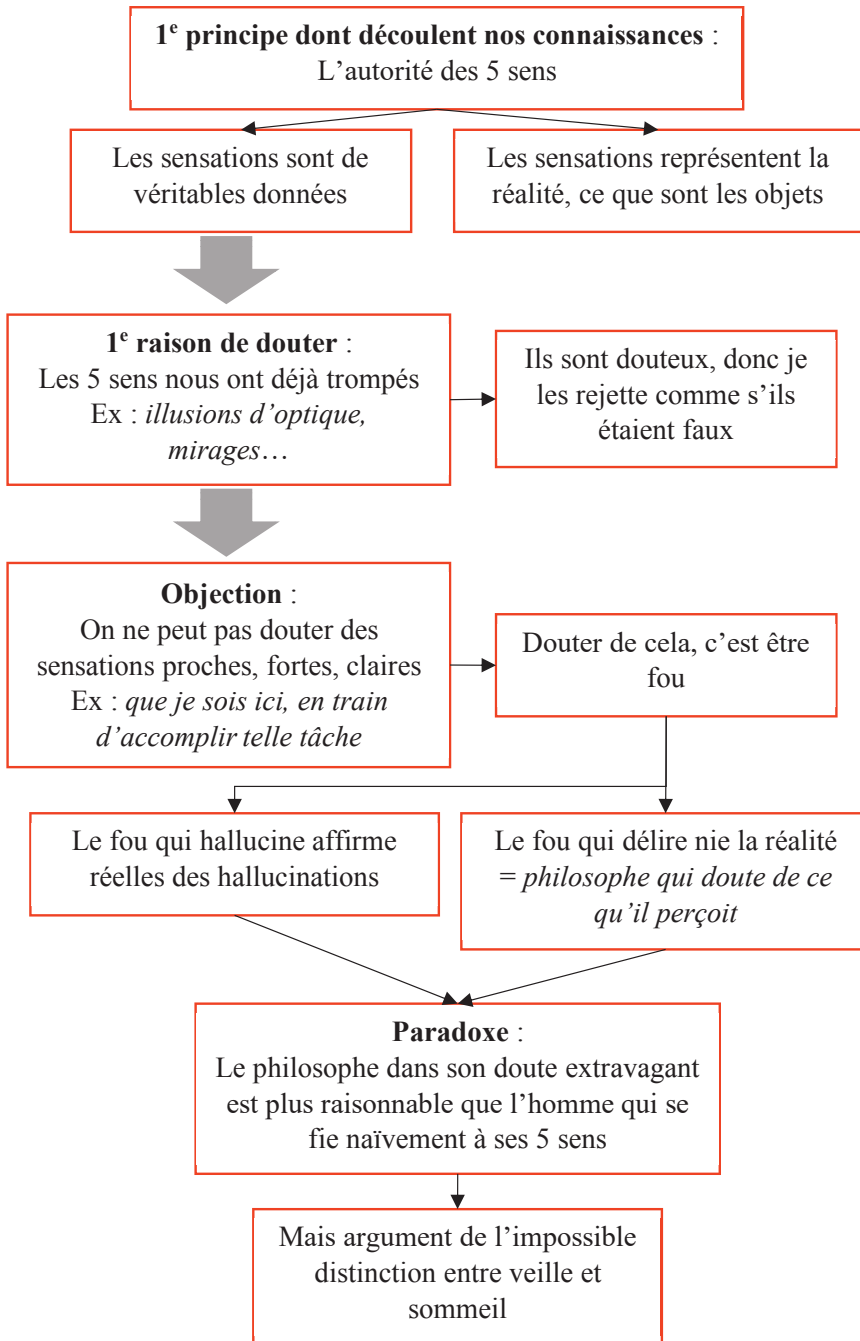 1e principe dont découlent nos connaissances :
L’autorité des 5 sens
Les sensations sont de
véritables données
Les sensations représentent la
réalité, ce que sont les objets
1e raison de douter :
Les 5 sens nous ont déjà trompés
Ex : illusions d’optique,
mirages…
Ils sont douteux, donc je
les rejette comme s’ils
étaient faux
Objection :
On ne peut pas douter des
sensations proches, fortes, claires
Ex : que je sois ici, en train
d’accomplir telle tâche
Douter de cela, c’est être
fou
Le fou qui hallucine affirme
réelles des hallucinations
Le fou qui délire nie la réalité
= philosophe qui doute de ce
qu’il perçoit
Paradoxe :
Le philosophe dans son doute extravagant
est plus raisonnable que l’homme qui se
fie naïvement à ses 5 sens
Mais argument de l’impossible
distinction entre veille et
sommeil